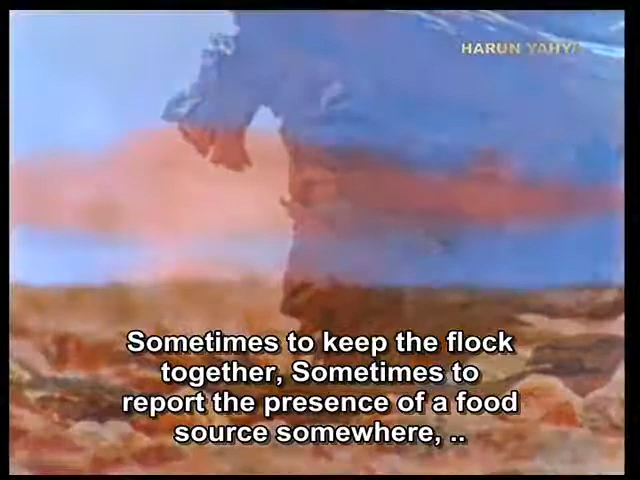 HARUN YAHYA
Sometimes to keep the flock
together, Sometimes to
report the presence of a food
source somewhere, ..